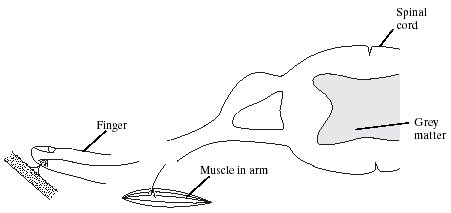 Spinal
cord
Finger
Grey
matter
Muscle in arm